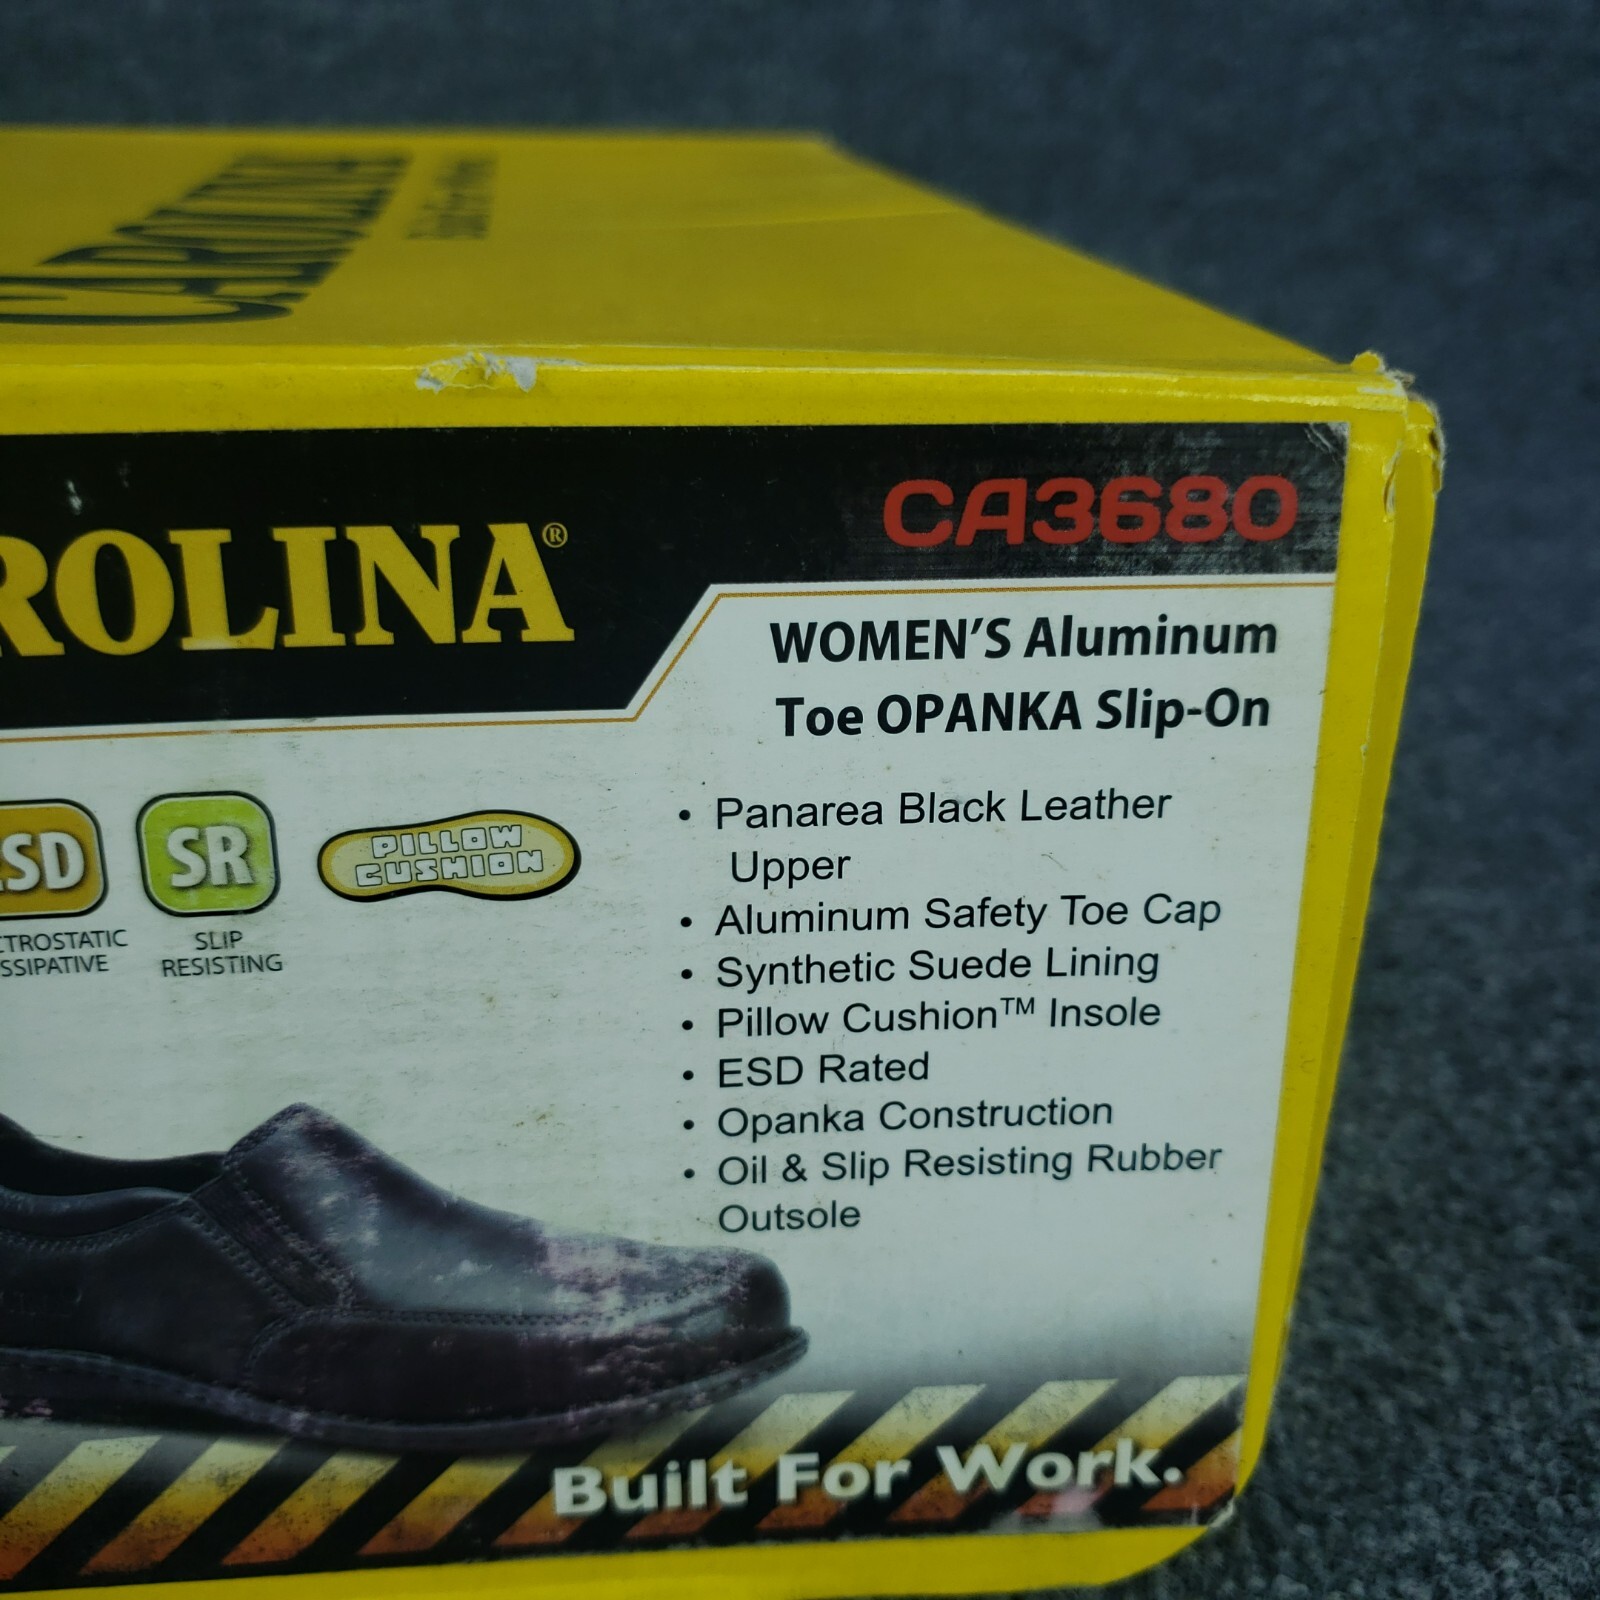 CAROLINA
ROLINA®
CA3680
WOMEN'S Aluminum
Toe OPANKA Slip-On
SD
SR
PILLOW
CUSHION
CTROSTATIC
SSIPATIVE
SLIP
RESISTING
• Panarea Black Leather
Upper
• Aluminum Safety Toe Cap
• Synthetic Suede Lining
• Pillow Cushion™ Insole
• ESD Rated
• Opanka Construction
• Oil & Slip Resisting Rubber
Outsole
Built For Work.